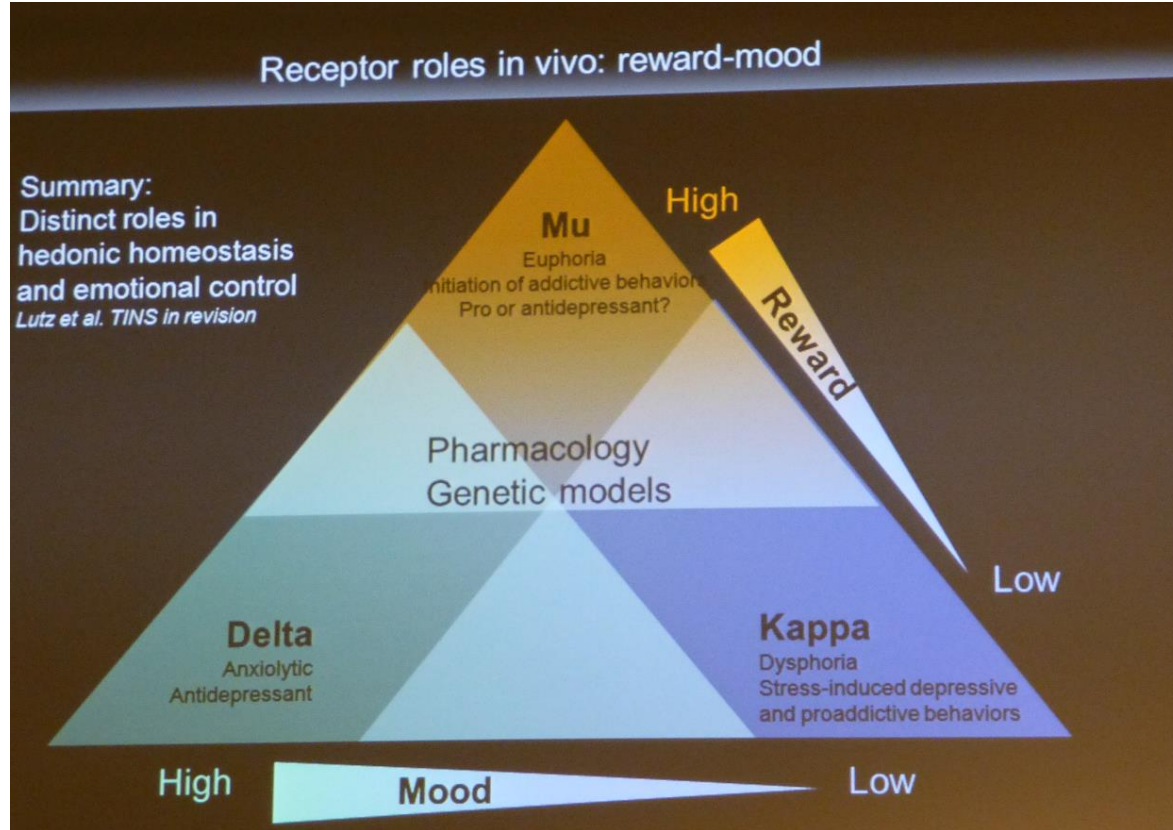 Receptor roles in vivo: reward-mood
Summary:
Distinct roles in
hedonic homeostasis
and emotional control
Lutz et al. TINS in revision
Mu
Euphoria
Initiation of addictive behaviors
Pro or antidepressant?
High
Reward
Low
Pharmacology
Genetic models
Delta
Anxiolytic
Antidepressant
Kappa
Dysphoria
Stress-induced depressive
and proaddictive behaviors
High
Mood
Low